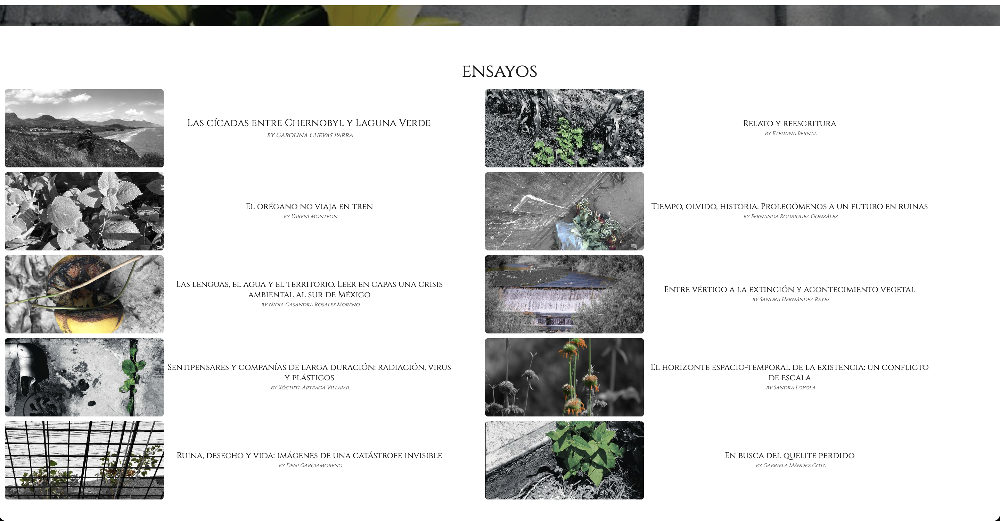 ENSAYOS
Las cícadas entre Chernobyl y Laguna Verde
by Carolina Cuevas Parra
Relato y reescritura
by Etelvina Bernal
El orégano no viaja en tren
by Yareni Monteon
Tiempo, olvido, historia. Prolegómenos a un futuro en ruinas
by Fernanda Rodríguez González
Las lenguas, el agua y el territorio. Leer en capas una crisis
ambiental al sur de México
by Nidia Casandra Rosales Moreno
Entre vértigo a la extinción y acontecimiento vegetal
by Sandra Hernández Reyes
Sentipensares y compañías de larga duración: radiación, virus
y plásticos
by Xóchitl Arteaga Villamil
El horizonte espacio-temporal de la existencia: un conflicto
de escala
by Sandra Loyola
Ruina, desecho y vida: imágenes de una catástrofe invisible
by Deni Garciamoreno
En busca del quelite perdido
by Gabriela Méndez Cota